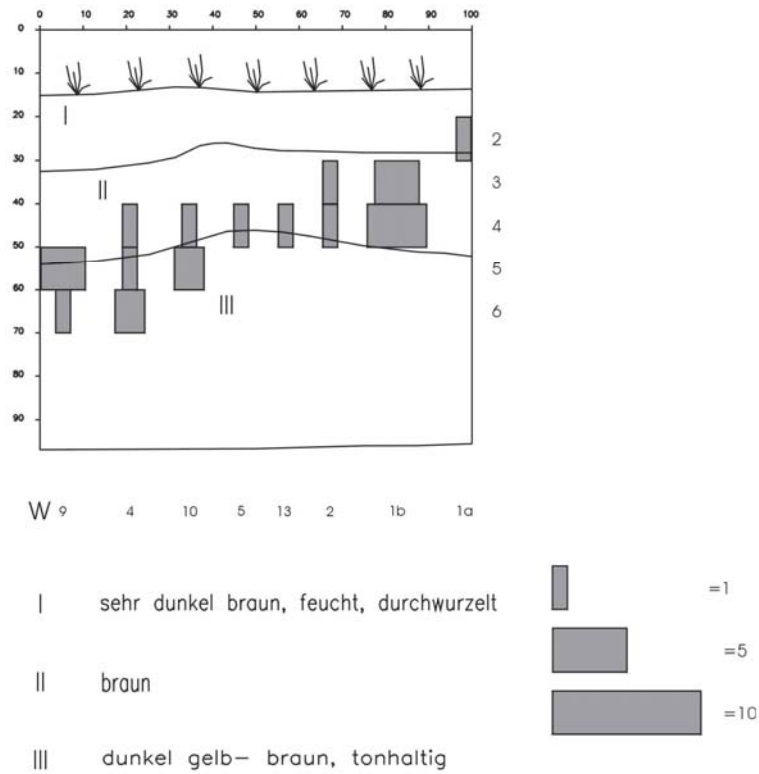 0 10 20 30 40 50 60 70 80 90 100
0
10
20
I
2
30
II
3
40
4
50
5
60
III
6
70
80
90
W 9 4 10 5 13 2 1b 1a
I sehr dunkel braun, feucht, durchwurzelt
=1
=5
II braun
=10
III dunkel gelb- braun, tonhaltig